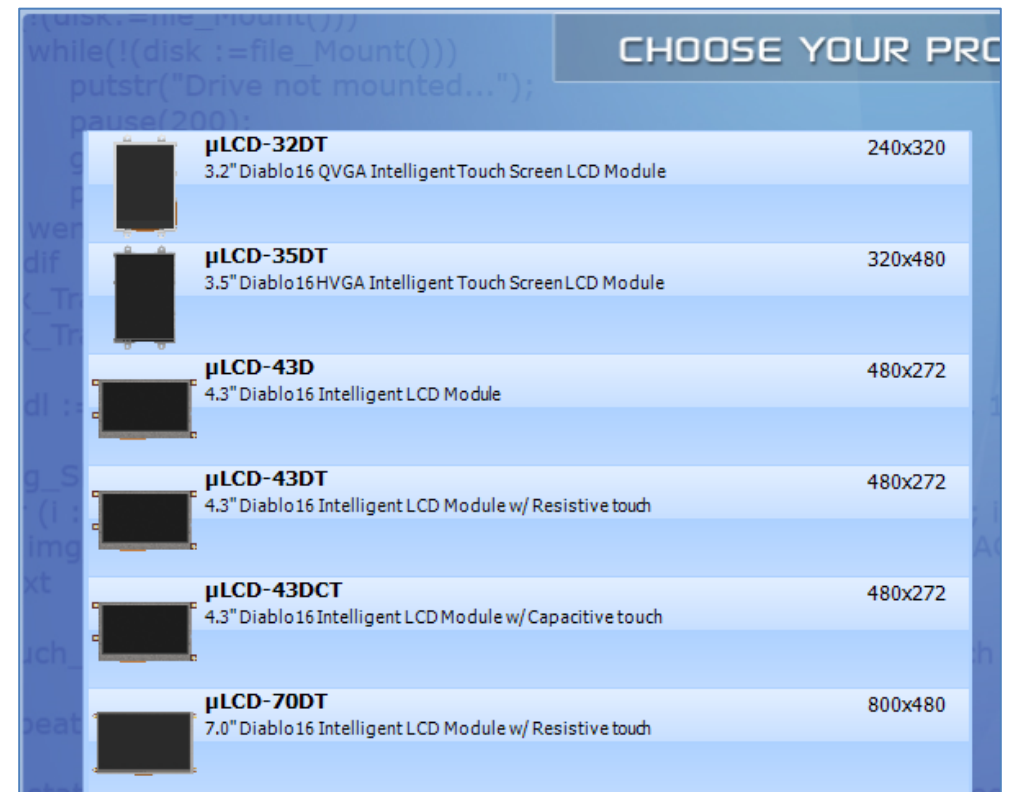 !(disk:=file_Mount()))
while(!(disk :=file_Mount()))
CHOOSE YOUR PRO
putstr("Drive not mounted...");
pause(200);
µLCD-32DT
240x320
3.2" Diablo16 QVGA Intelligent Touch Screen LCD Module
µLCD-35DT
320x480
3.5" Diablo16 HVGA Intelligent Touch Screen LCD Module
µLCD-43D
480x272
4.3" Diablo16 Intelligent LCD Module
µLCD-43DT
480x272
4.3" Diablo16 Intelligent LCD Module w/ Resistive touch
µLCD-43DCT
480x272
4.3" Diablo16 Intelligent LCD Module w/ Capacitive touch
µLCD-70DT
800x480
7.0" Diablo16 Intelligent LCD Module w/ Resistive touch